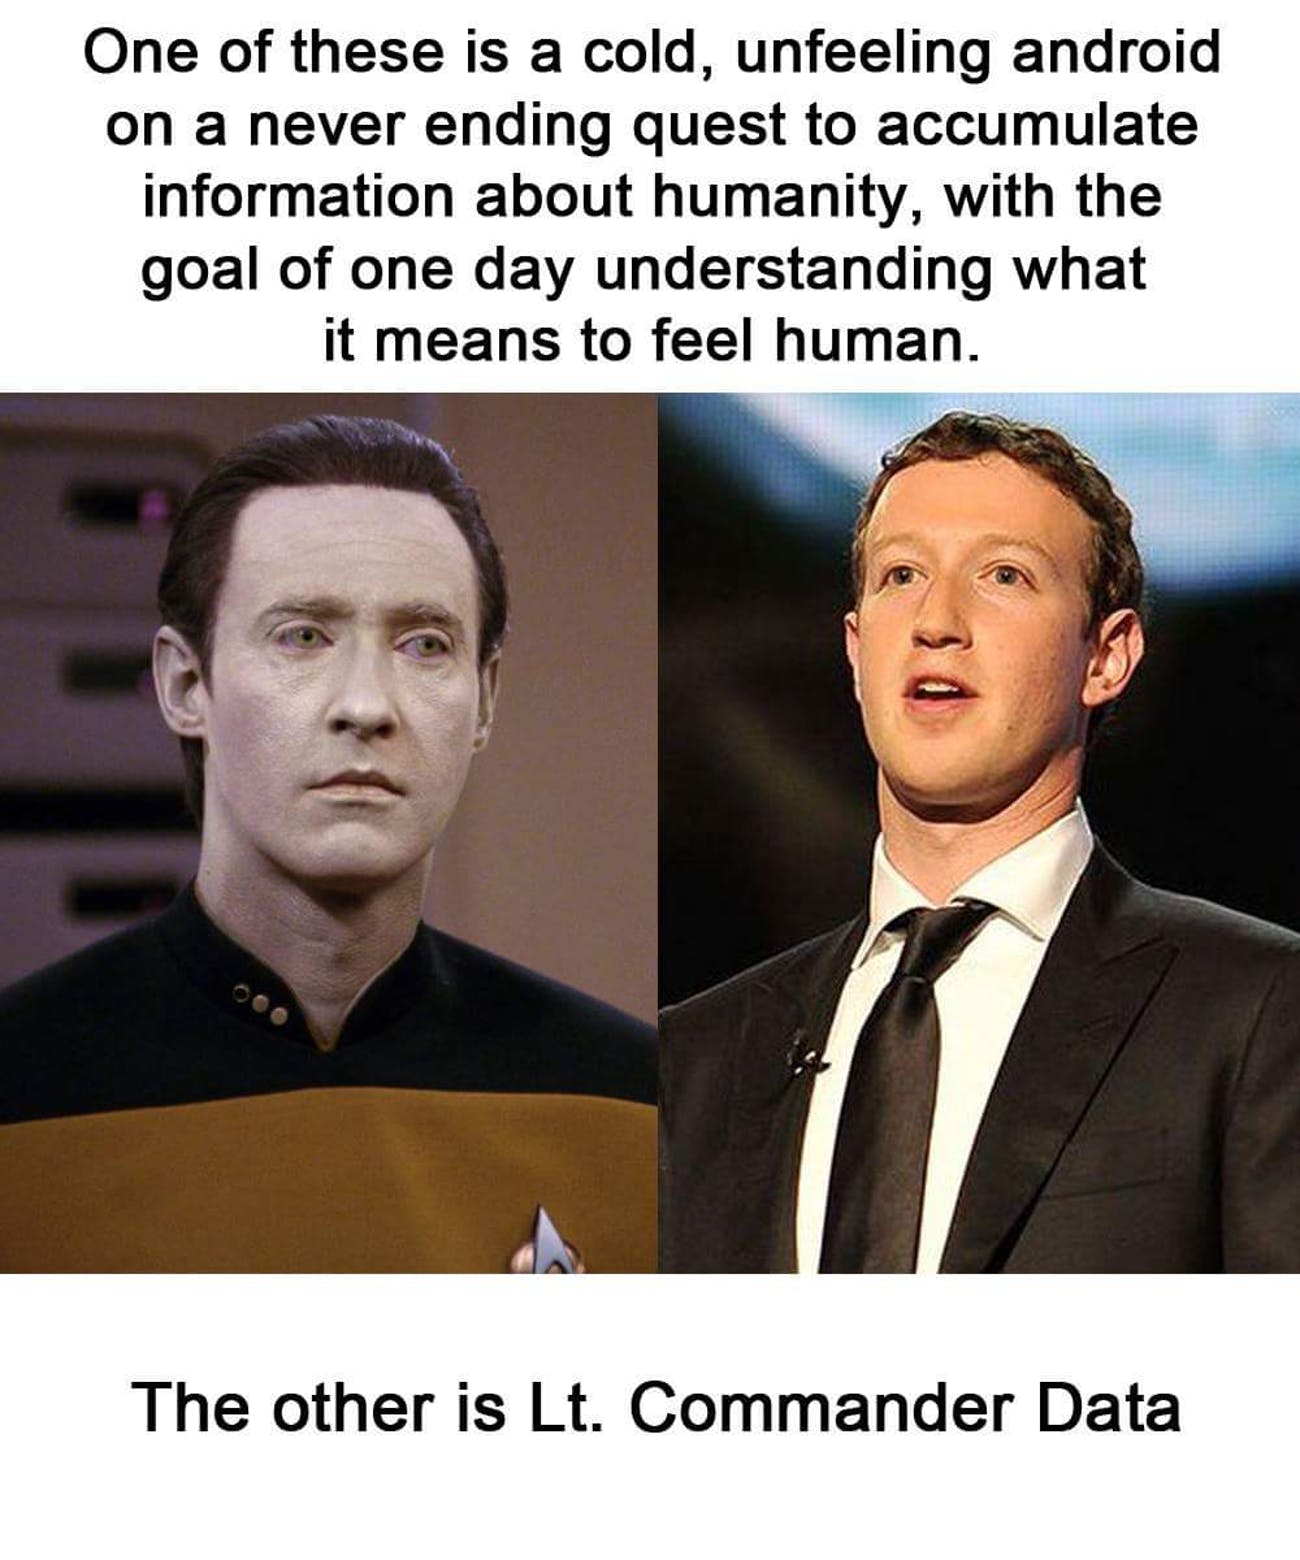 One of these is a cold, unfeeling android
on a never ending quest to accumulate
information about humanity, with the
goal of one day understanding what
it means to feel human.
The other is Lt. Commander Data